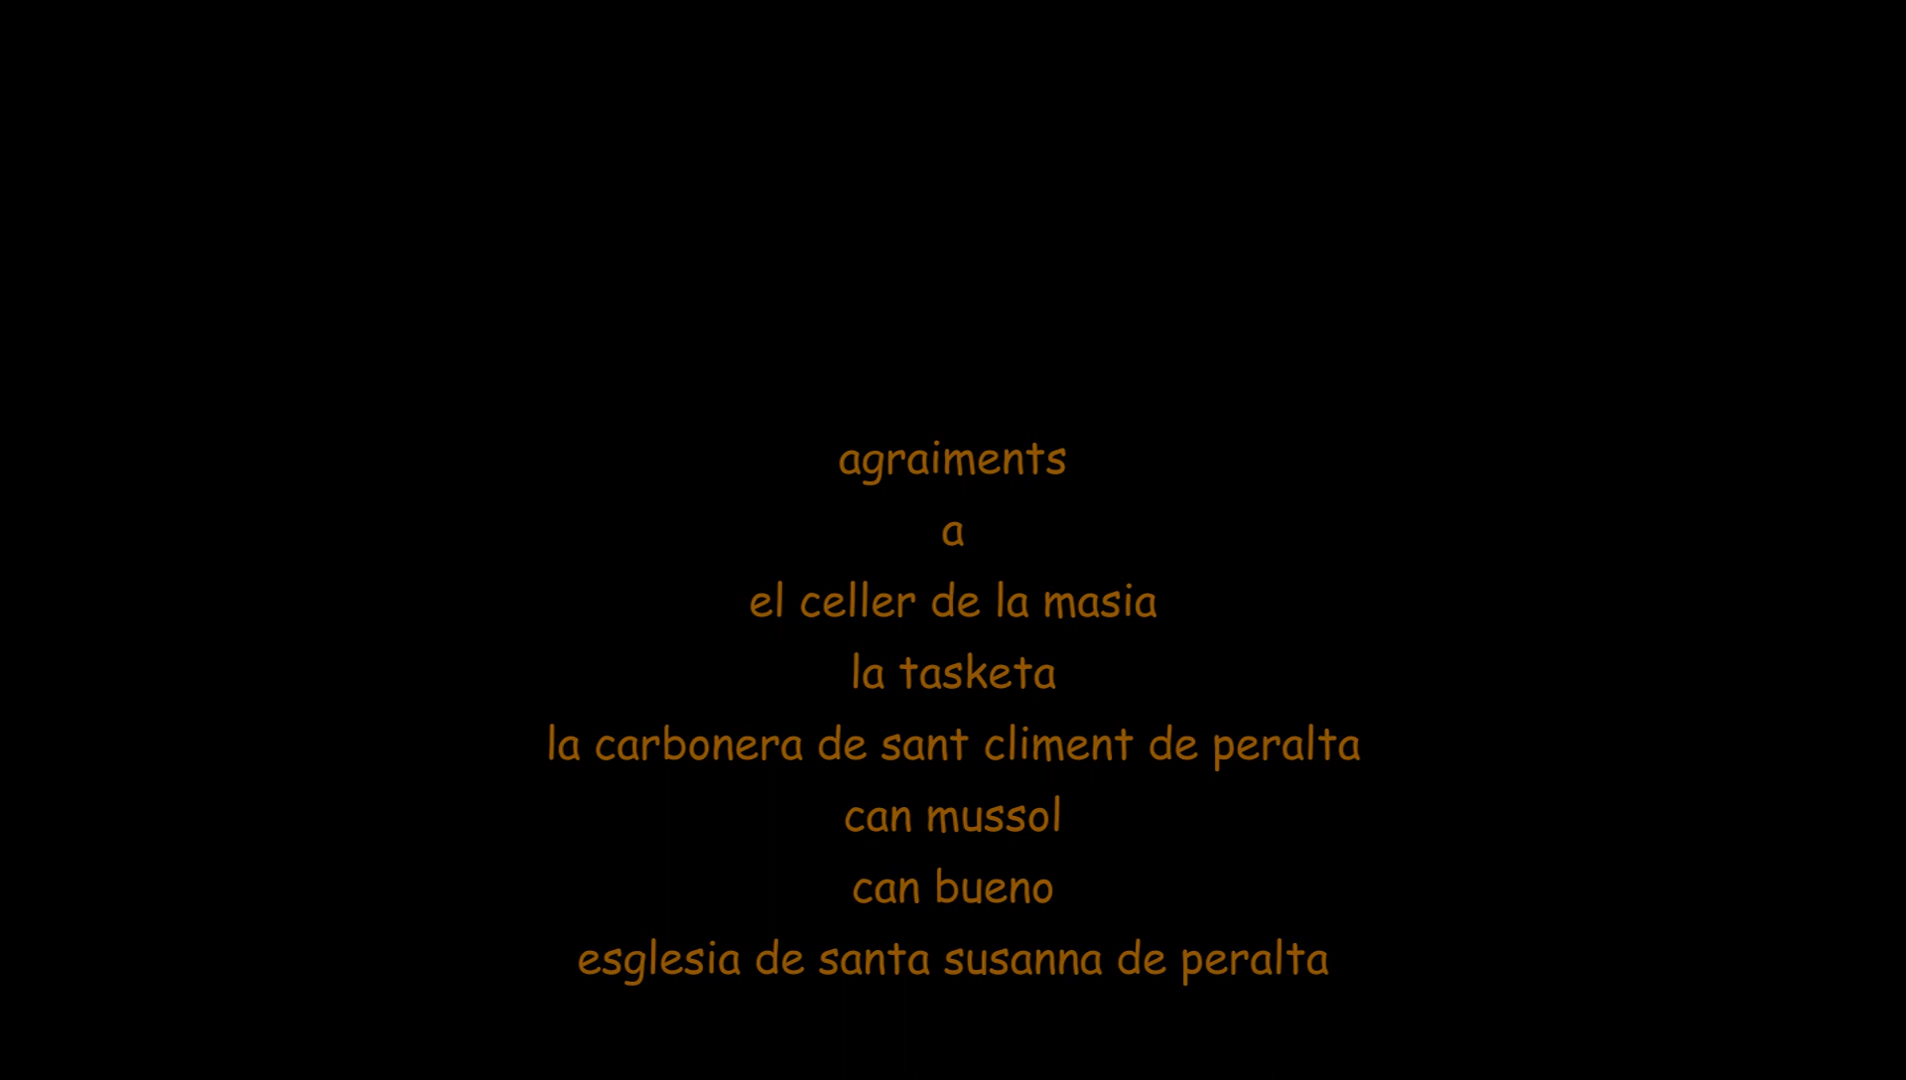 agraiments
a
el celler de la masia
la tasketa
la carbonera de sant climent de peralta
can mussol
can bueno
esglesia de santa susanna de peralta